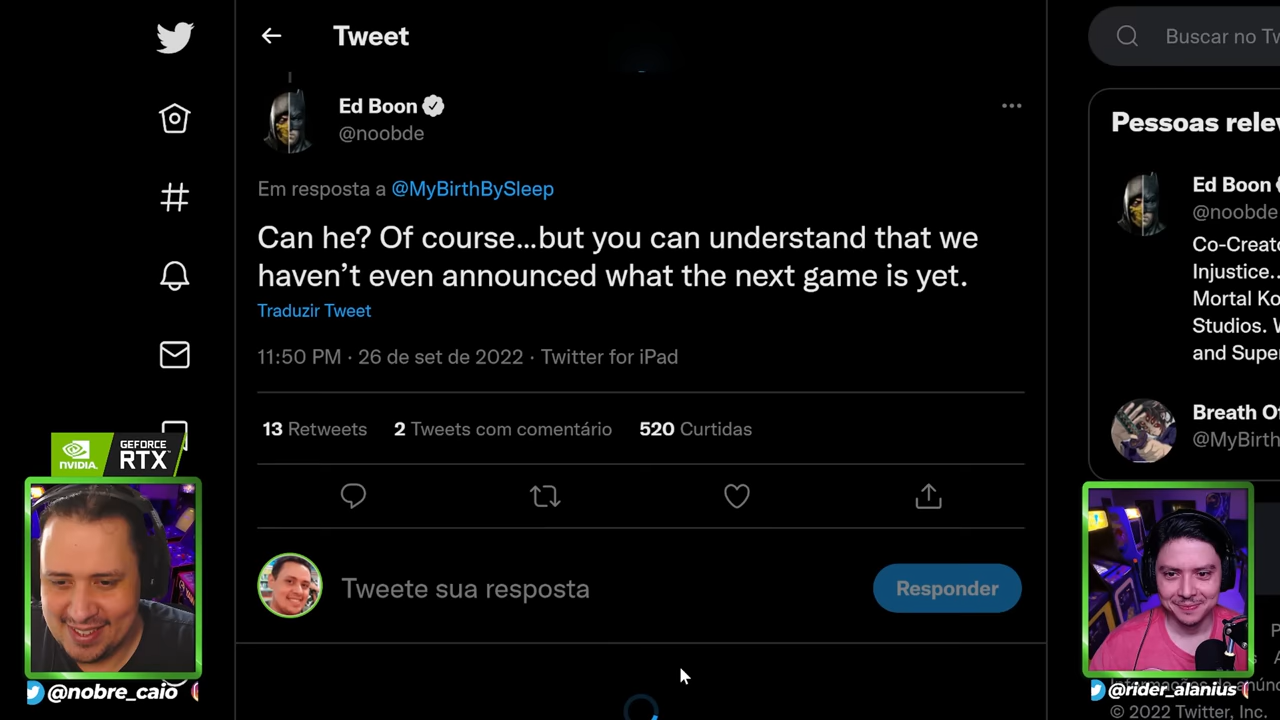 Tweet
Buscar no Tw
Ed Boon
@noobde
Em resposta a @MyBirthBySleep
Can he? Of course...but you can understand that we
haven’t even announced what the next game is yet.
Traduzir Tweet
11:50 PM · 26 de set de 2022 · Twitter for iPad
13 Retweets 2 Tweets com comentário 520 Curtidas
Tweete sua resposta
Responder
Pessoas relev
Ed Boon
@noobde
Co-Creato
Injustice..
Mortal Ko
Studios. W
and Super
Breath Of
@MyBirth
© 2022 Twitter, Inc.
NVIDIA.
GEFORCE
RTX
@nobre_caio
@rider_alanius